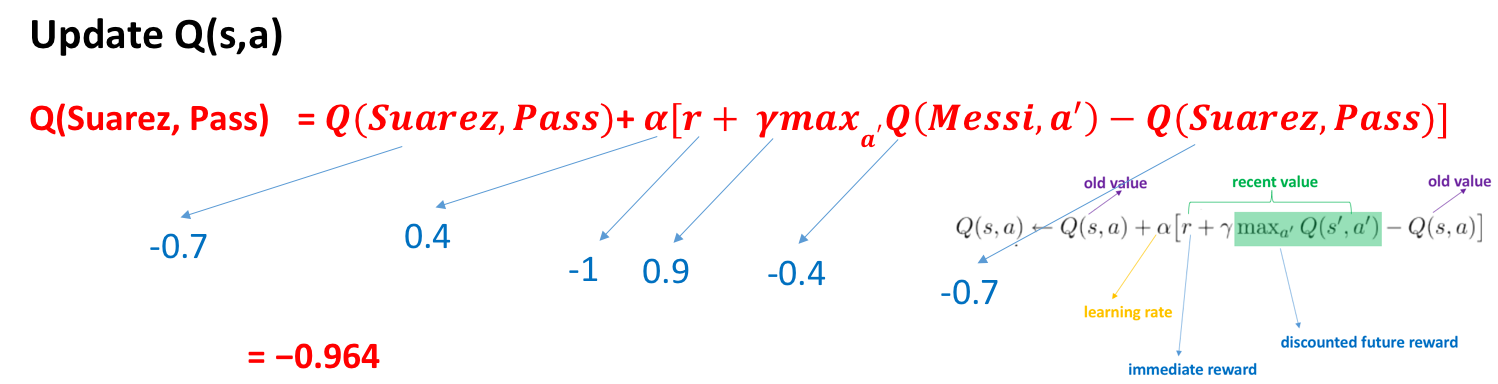 Update Q(s,a)
Q(Suarez, Pass) = Q(Suarez, Pass)+ α[r + γmax_a′ Q(Messi, a′) − Q(Suarez, Pass)]
old value recent value old value
Q(s, a) ← Q(s, a) + α[r + γ max_a′ Q(s′, a′) − Q(s, a)]
-0.7 0.4 -1 0.9 -0.4 -0.7
learning rate
discounted future reward
= −0.964
immediate reward